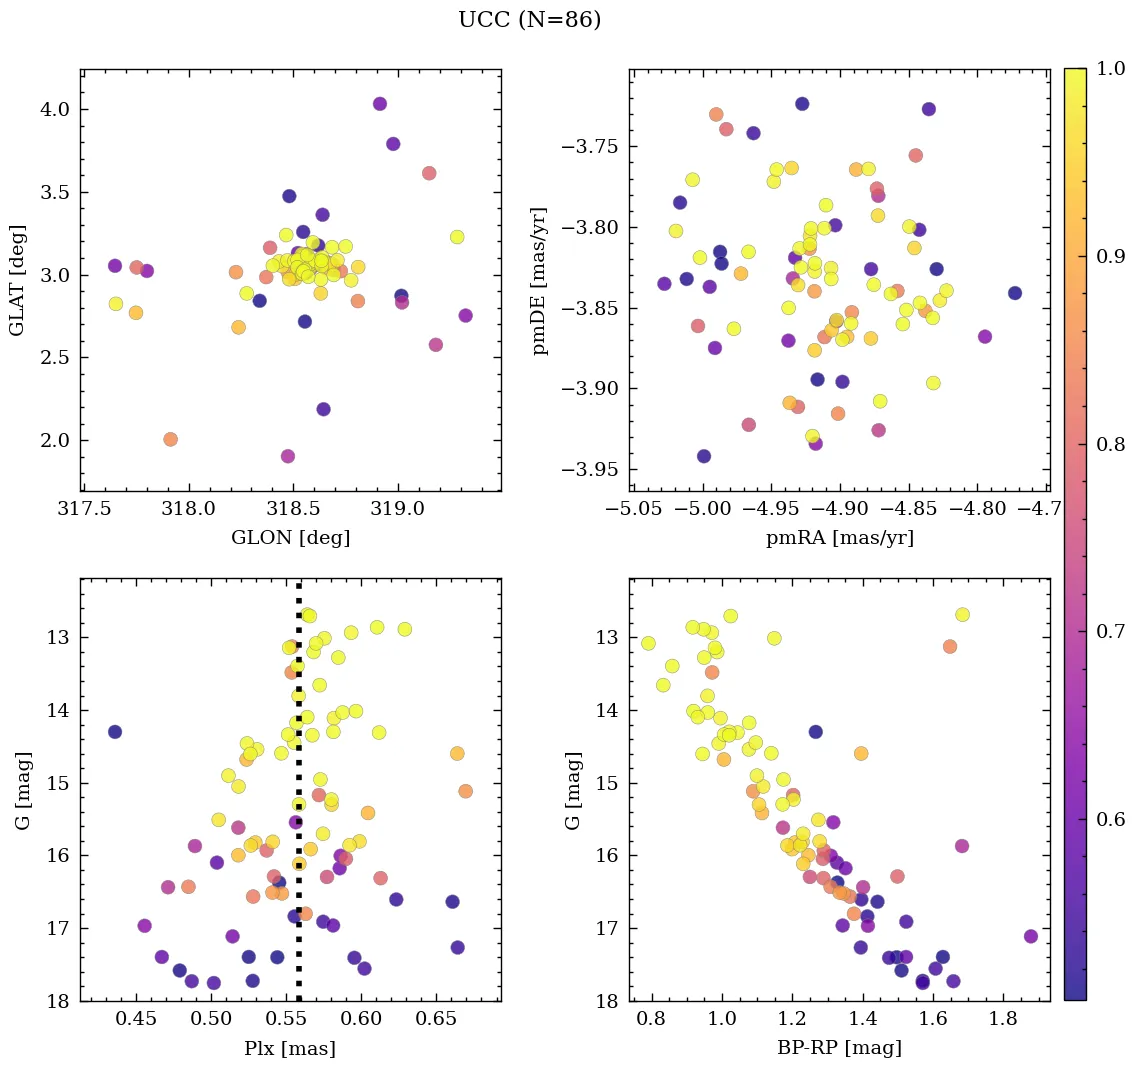 UCC (N=86)
4.0
3.5
3.0
2.5
2.0
GLAT [deg]
317.5 318.0 318.5 319.0
GLON [deg]
−3.75
−3.80
−3.85
−3.90
−3.95
pmDE [mas/yr]
−5.05 −5.00 −4.95 −4.90 −4.85 −4.80 −4.7
pmRA [mas/yr]
13
14
15
16
17
18
G [mag]
0.45 0.50 0.55 0.60 0.65
Plx [mas]
13
14
15
16
17
18
G [mag]
0.8 1.0 1.2 1.4 1.6 1.8
BP-RP [mag]
1.0
0.9
0.8
0.7
0.6